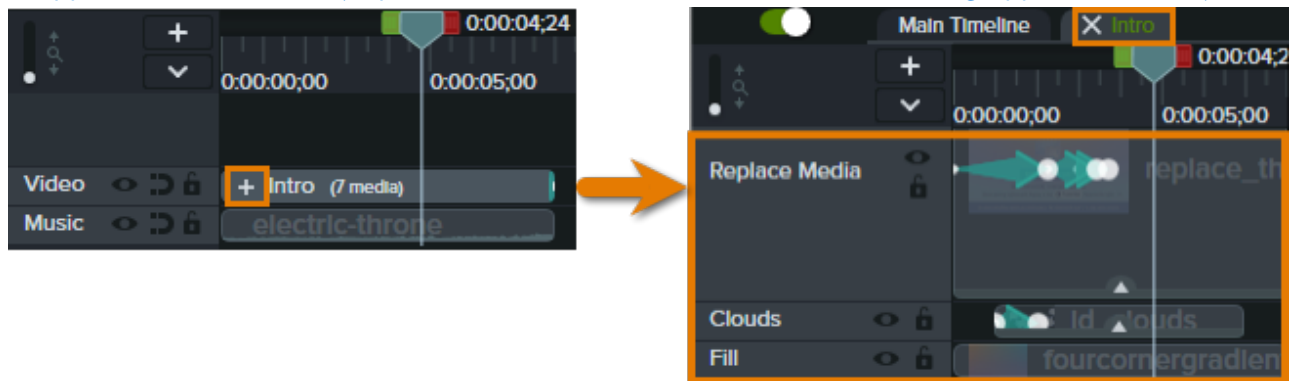 0:00:04;24
0:00:00;00 0:00:05;00
Video + Intro (7 media)
Music electric-throne
Main Timeline X Intro
0:00:04;2
0:00:00;00 0:00:05;00
Replace Media replace_th
Clouds ld_clouds
Fill fourcornergradien